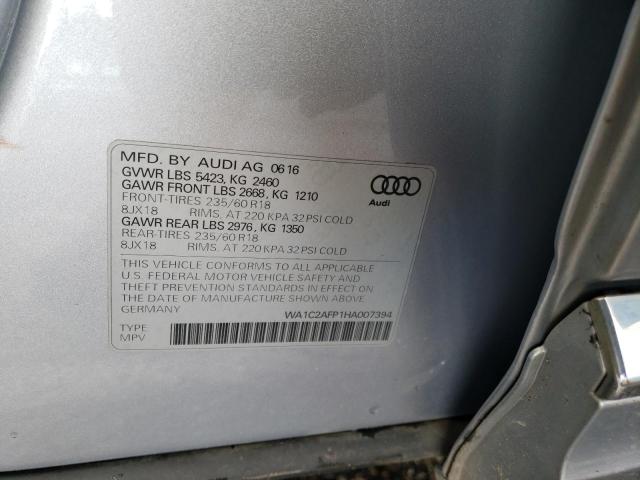 MFD. BY AUDI AG 06 16
GVWR LBS 5423, KG 2460
GAWR FRONT LBS 2668, KG 1210
FRONT-TIRES 235/60 R18
8JX18 RIMS. AT 220 KPA 32 PSI COLD
GAWR REAR LBS 2976, KG 1350
REAR-TIRES 235/60 R18
8JX18 RIMS. AT 220 KPA 32 PSI COLD
Audi
THIS VEHICLE CONFORMS TO ALL APPLICABLE
U.S. FEDERAL MOTOR VEHICLE SAFETY AND
THEFT PREVENTION STANDARDS IN EFFECT ON
THE DATE OF MANUFACTURE SHOWN ABOVE.
GERMANY
WA1C2AFP1HA007394
TYPE
MPV